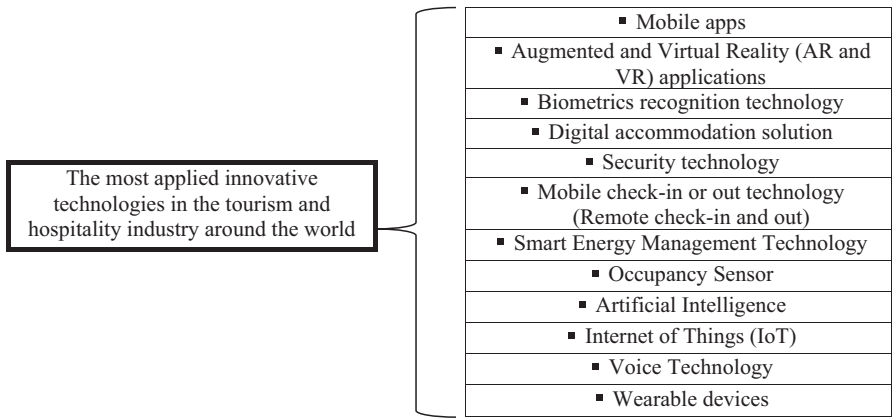 The most applied innovative
technologies in the tourism and
hospitality industry around the world
▪ Mobile apps
▪ Augmented and Virtual Reality (AR and
VR) applications
▪ Biometrics recognition technology
▪ Digital accommodation solution
▪ Security technology
▪ Mobile check-in or out technology
(Remote check-in and out)
▪ Smart Energy Management Technology
▪ Occupancy Sensor
▪ Artificial Intelligence
▪ Internet of Things (IoT)
▪ Voice Technology
▪ Wearable devices